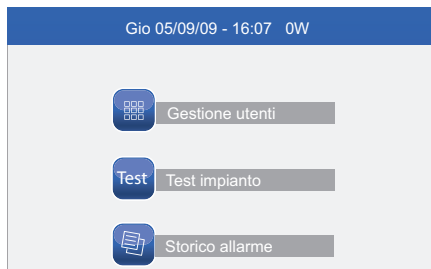 Gio 05/09/09 - 16:07 0W
Gestione utenti
Test Test impianto
Storico allarme